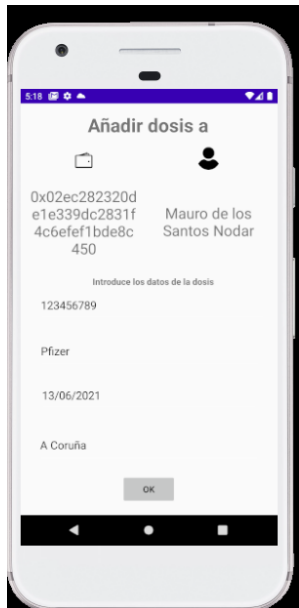 5:18
Añadir dosis a
0x02ec282320d
e1e339dc2831f
4c6efef1bde8c
450
Mauro de los
Santos Nodar
Introduce los datos de la dosis
123456789
Pfizer
13/06/2021
A Coruña
OK